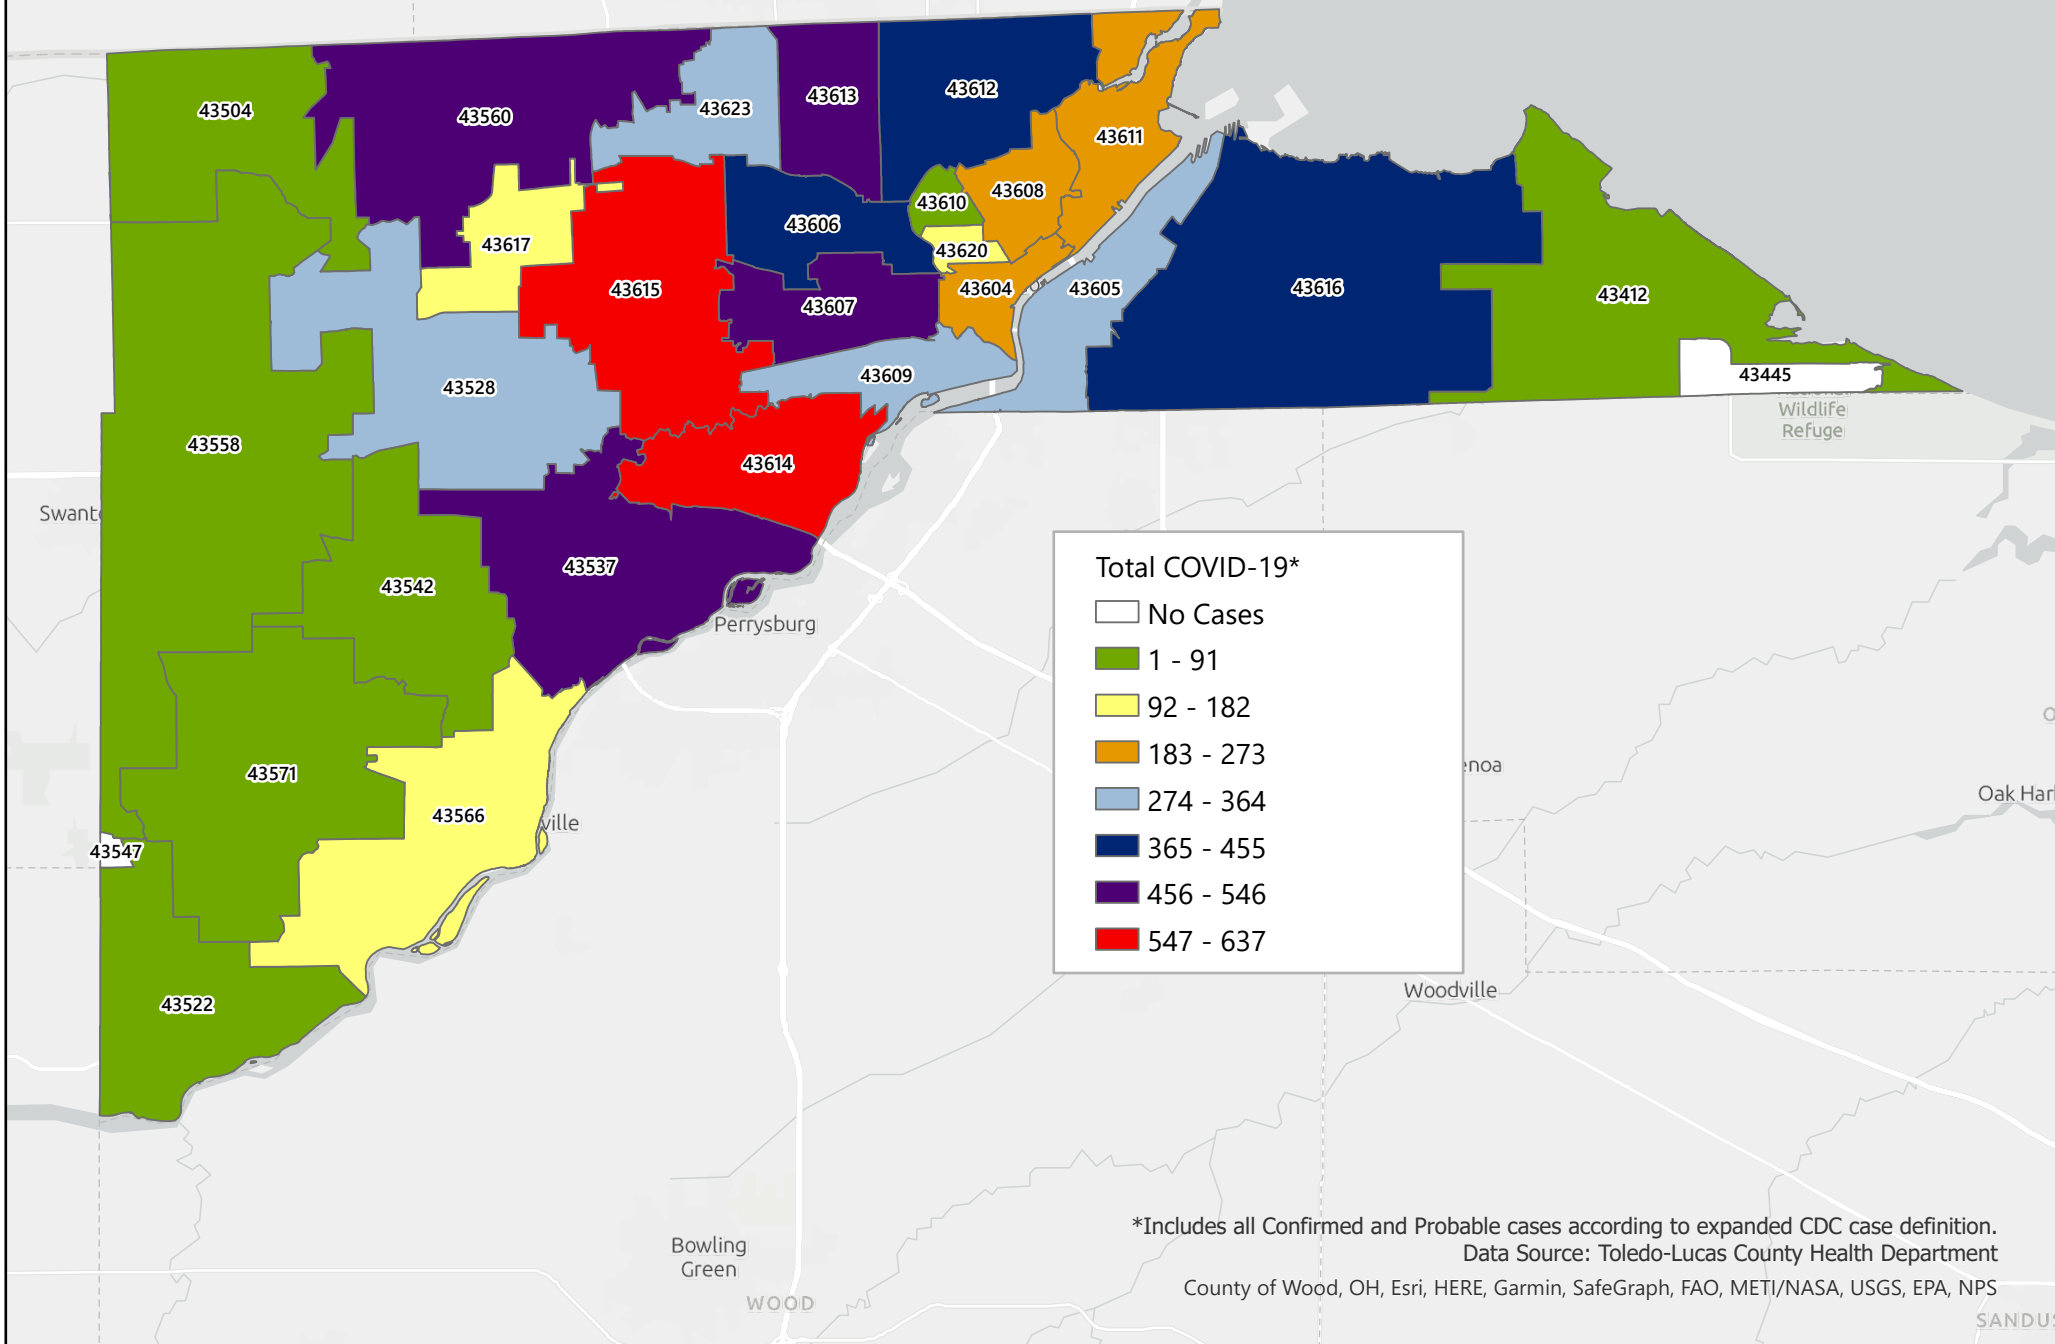 43504
43560
43623
43613
43612
43611
43608
43610
43606
43620
43617
43615
43607
43604
43605
43616
43412
43445
National
Wildlife
Refuge
43528
43609
43558
43614
Swant
43537
43542
Perrysburg
43571
43566
ville
43547
43522
Total COVID-19*
No Cases
1 - 91
92 - 182
183 - 273
274 - 364
365 - 455
456 - 546
547 - 637
enoa
Oak Har
Woodville
Bowling
Green
WOOD
*Includes all Confirmed and Probable cases according to expanded CDC case definition.
Data Source: Toledo-Lucas County Health Department
County of Wood, OH, Esri, HERE, Garmin, SafeGraph, FAO, METI/NASA, USGS, EPA, NPS
SANDUS